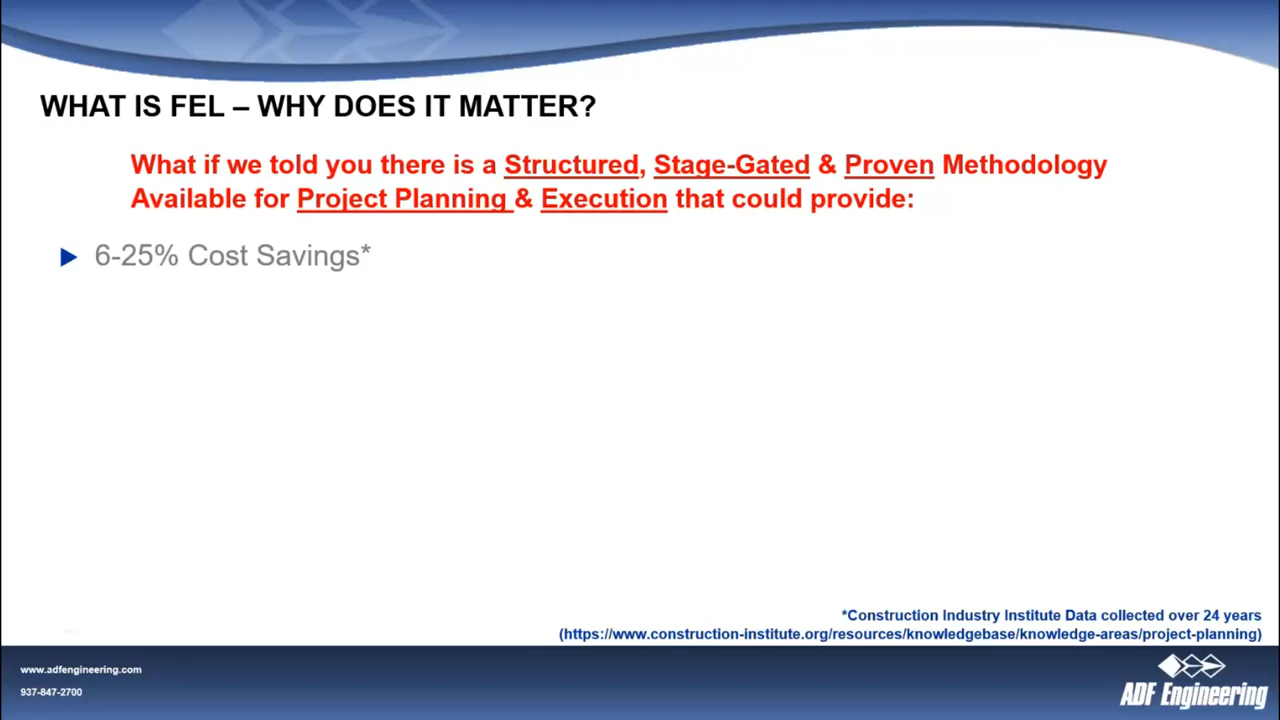 WHAT IS FEL – WHY DOES IT MATTER?
What if we told you there is a Structured, Stage-Gated & Proven Methodology
Available for Project Planning & Execution that could provide:
6-25% Cost Savings*
*Construction Industry Institute Data collected over 24 years
(https://www.construction-institute.org/resources/knowledgebase/knowledge-areas/project-planning)
www.adfengineering.com
937-847-2700
ADF Engineering